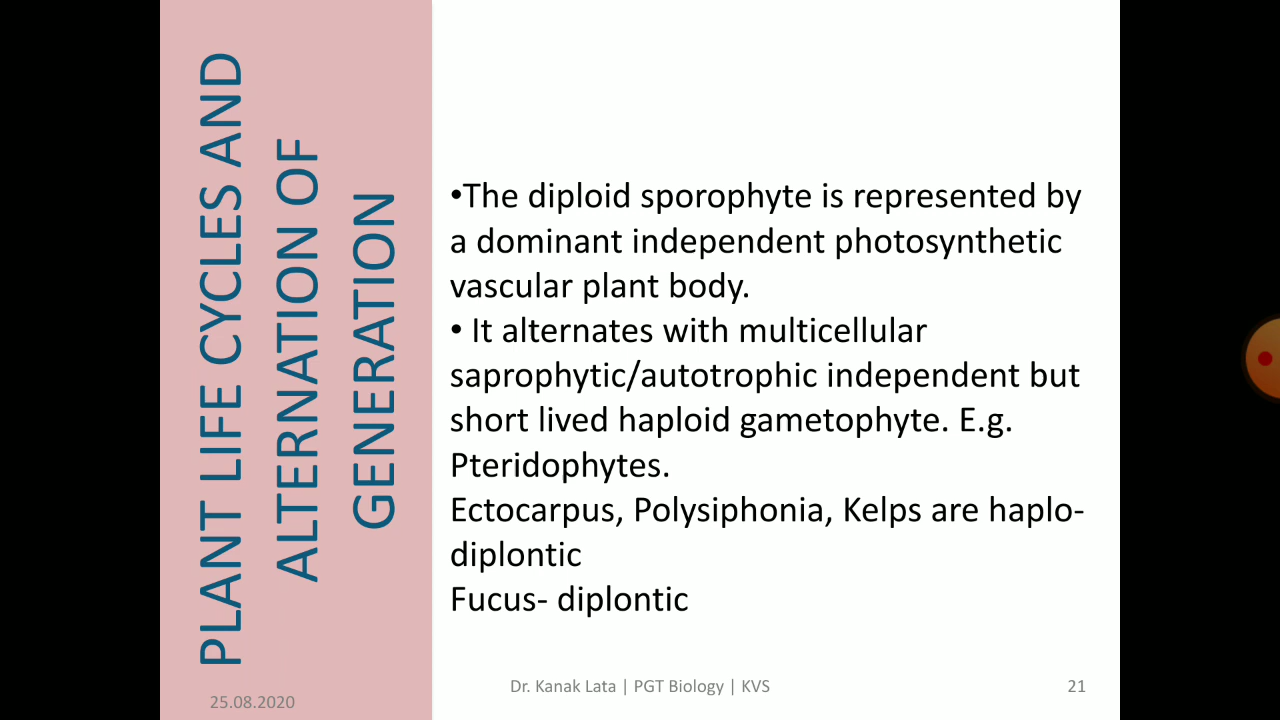 PLANT LIFE CYCLES AND
ALTERNATION OF
GENERATION
•The diploid sporophyte is represented by
a dominant independent photosynthetic
vascular plant body.
• It alternates with multicellular
saprophytic/autotrophic independent but
short lived haploid gametophyte. E.g.
Pteridophytes.
Ectocarpus, Polysiphonia, Kelps are haplo-
diplontic
Fucus- diplontic
25.08.2020
Dr. Kanak Lata | PGT Biology | KVS
21